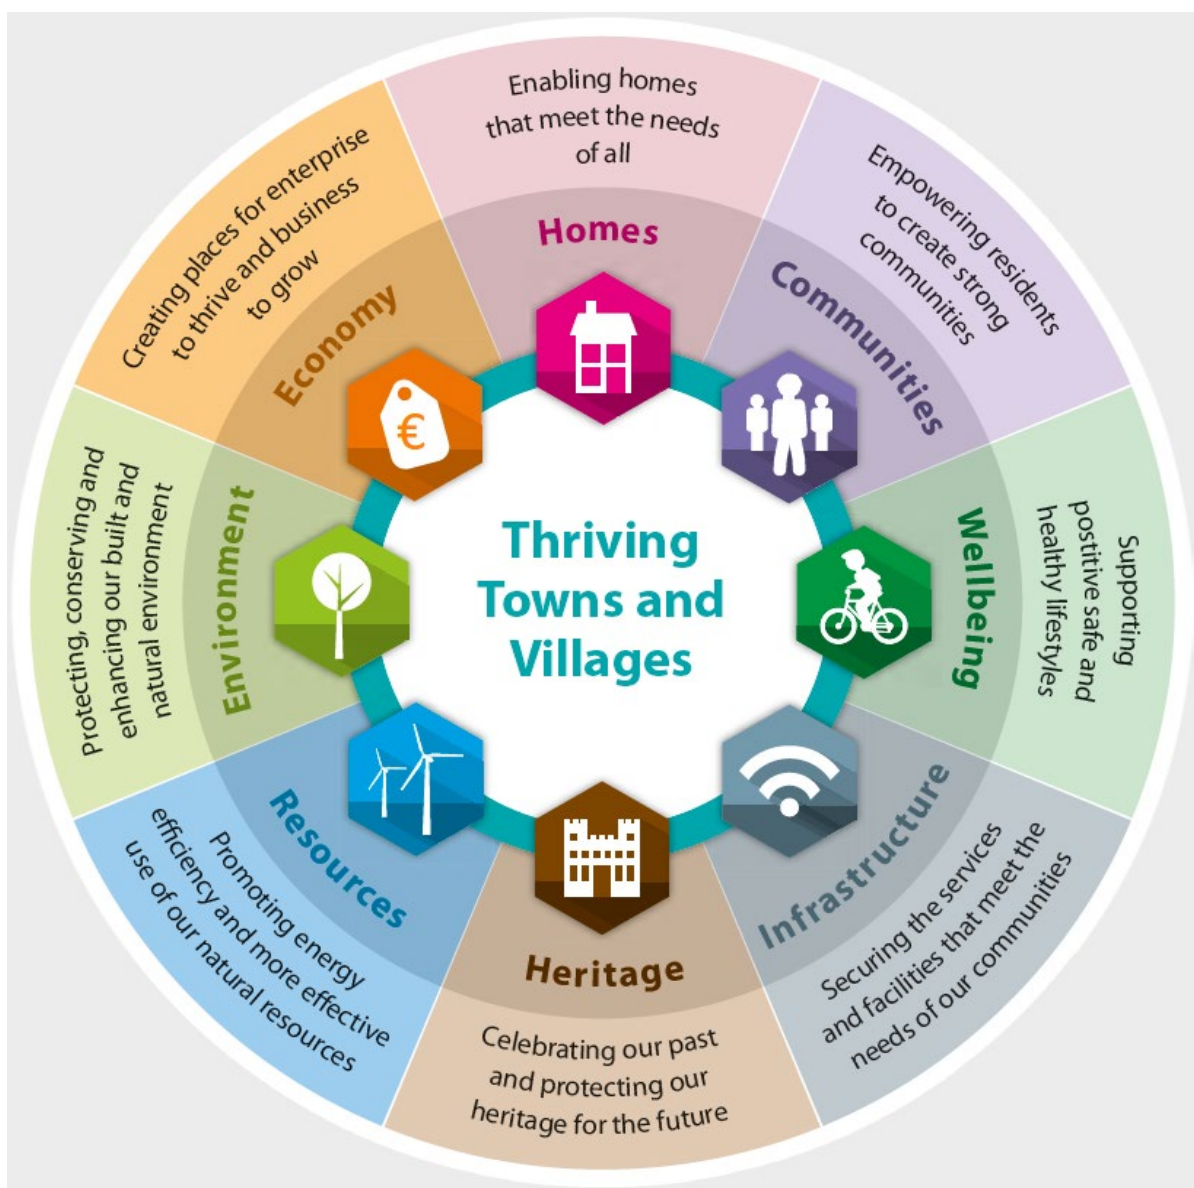 Thriving
Towns and
Villages
Homes
Enabling homes
that meet the needs
of all
Communities
Empowering residents
to create strong
communities
Wellbeing
Supporting
postitive safe and
healthy lifestyles
Infrastructure
Securing the services
and facilities that meet the
needs of our communities
Heritage
Celebrating our past
and protecting our
heritage for the future
Resources
Promoting energy
efficiency and more effective
use of our natural resources
Environment
Protecting, conserving and
enhancing our built and
natural environment
Economy
Creating places for enterprise
to thrive and business
to grow
€